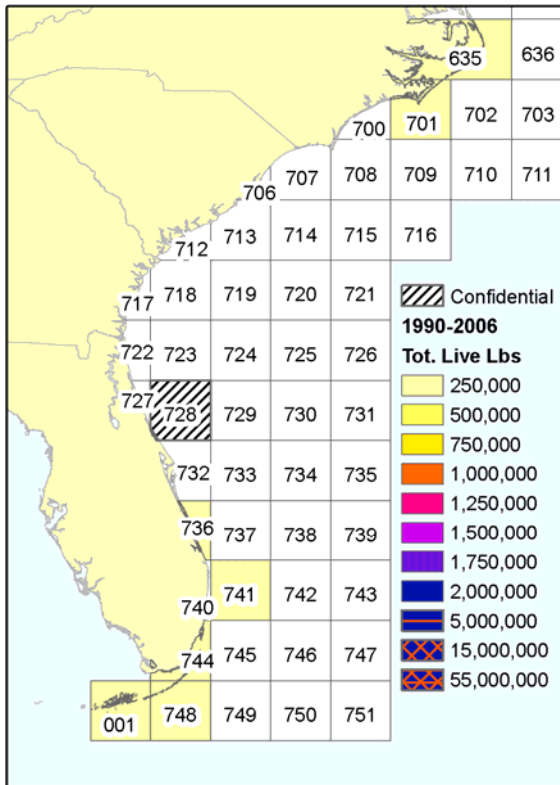 635 636
700 701 702 703
706 707 708 709 710 711
712 713 714 715 716
717 718 719 720 721
722 723 724 725 726
727 728 729 730 731
732 733 734 735
736 737 738 739
740 741 742 743
744 745 746 747
001 748 749 750 751
Confidential
1990-2006
Tot. Live Lbs
250,000
500,000
750,000
1,000,000
1,250,000
1,500,000
1,750,000
2,000,000
5,000,000
15,000,000
55,000,000